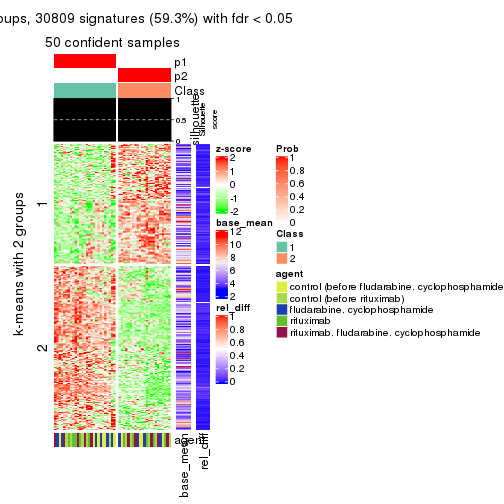 oups, 30809 signatures (59.3%) with fdr < 0.05
50 confident samples
p1
p2
Class
1
0.5
0
silhouette
Silhouette
score
k-means with 2 groups
1
2
agent
base_mean
rel_diff
z-score
2
1
0
-1
-2
base_mean
12
10
8
6
4
2
rel_diff
1
0.8
0.6
0.4
0.2
0
Prob
1
0.8
0.6
0.4
0.2
0
Class
1
2
agent
control (before fludarabine, cyclophosphamide
control (before rituximab)
fludarabine, cyclophosphamide
rituximab
rituximab, fludarabine, cyclophosphamide